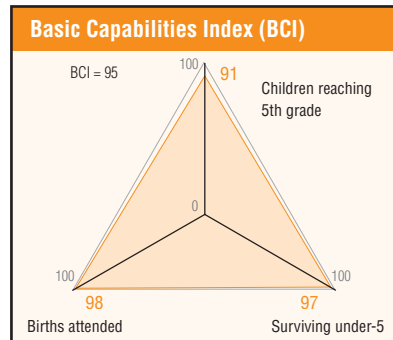 Basic Capabilities Index (BCI)
BCI = 95
100
91
Children reaching
5th grade
0
100
100
98
97
Births attended
Surviving under-5